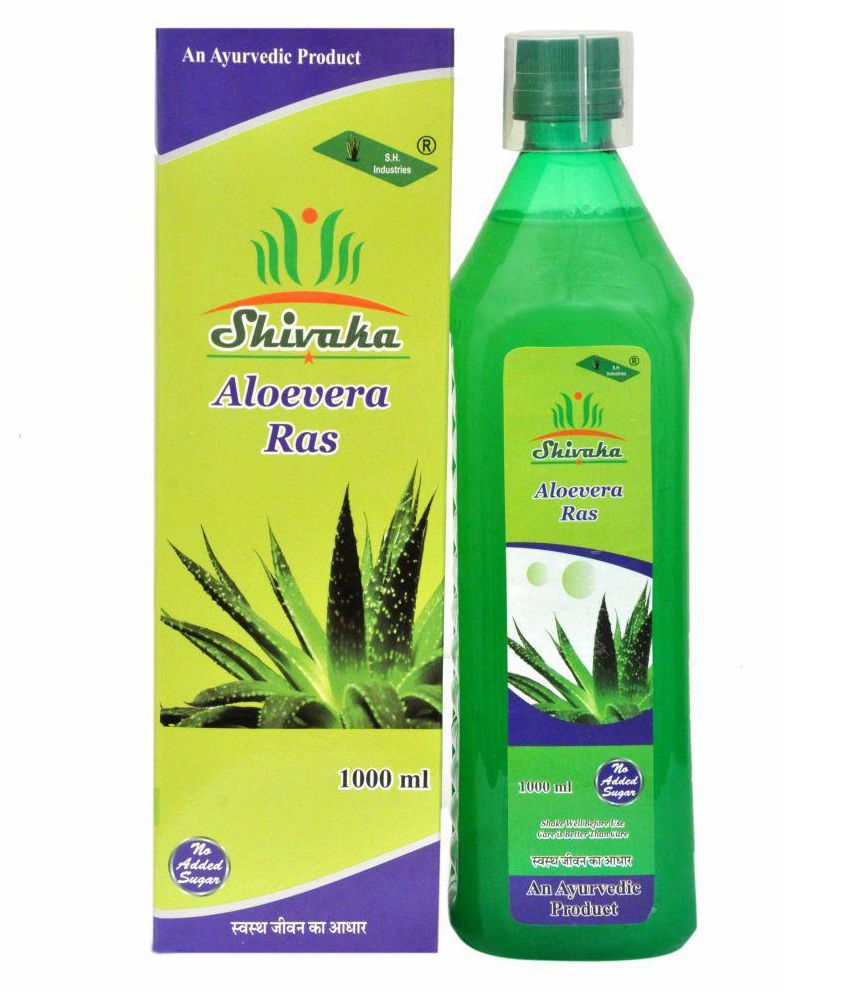 An Ayurvedic Product
S.H.
Industries
®
Shivaka
Aloevera
Ras
1000 ml
No
Added
Sugar
स्वस्थ जीवन का आधार
S.H.
Industries
®
Shivaka
Aloevera
Ras
1000 ml
No
Added
Sugar
Shake Well Before Use
Care is Better Than Cure
स्वस्थ जीवन का आधार
An Ayurvedic
Product